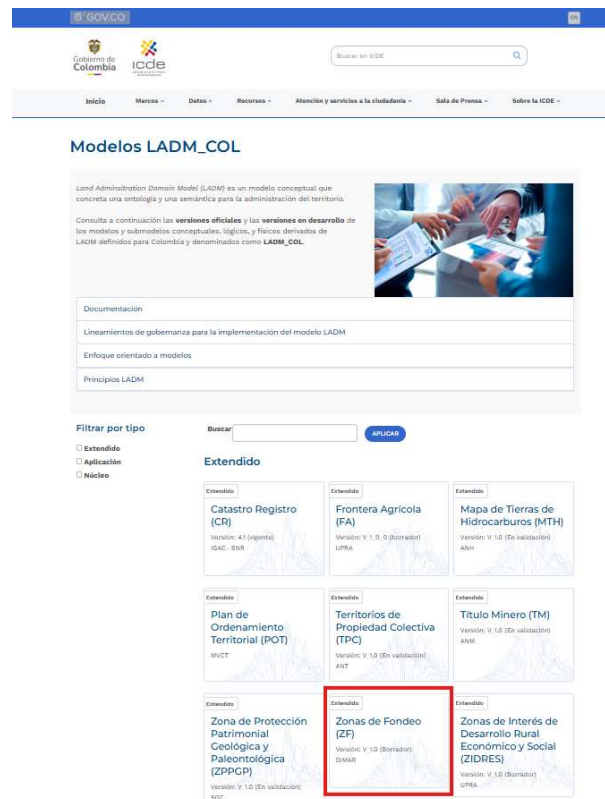 GOV.CO
Gobierno de
Colombia
icde
Buscar en ICDE
Inicio
Marcos
Datos
Recursos
Atención y servicios a la ciudadanía
Sala de Prensa
Sobre la ICDE
Modelos LADM_COL
Land Adminsitration Domain Model (LADM) es un modelo conceptual que
concreta una ontología y una semántica para la administración del territorio.
Consulta a continuación las versiones oficiales y las versiones en desarrollo de
los modelos y submodelos conceptuales, lógicos, y físicos derivados de
LADM definidos para Colombia y denominados como LADM_COL.
Documentación
Lineamientos de gobernanza para la implementación del modelo LADM
Enfoque orientado a modelos
Principios LADM
Filtrar por tipo
Extendido
Aplicación
Núcleo
Buscar
APLICAR
Extendido
Extendido
Catastro Registro
(CR)
Versión: 4.1 (vigente)
IGAC- SNR
Extendido
Frontera Agrícola
(FA)
Versión: V_1_0_0 (borrador)
UPRA
Extendido
Mapa de Tierras de
Hidrocarburos (MTH)
Versión: V_1.0 (En validación)
ANH
Extendido
Plan de
Ordenamiento
Territorial (POT)
MVCT
Extendido
Territorios de
Propiedad Colectiva
(TPC)
Versión: V_1.0 (En validación)
ANT
Extendido
Título Minero (TM)
Versión: V_1.0 (En validación)
ANM
Extendido
Zona de Protección
Patrimonial
Geológica y
Paleontológica
(ZPPGP)
Versión: V_1.0 (En validación)
SGC
Extendido
Zonas de Fondeo
(ZF)
Versión: V_1.0 (Borrador)
DIMAR
Extendido
Zonas de Interés de
Desarrollo Rural
Económico y Social
(ZIDRES)
Versión: V_1.0 (Borrador)
UPRA